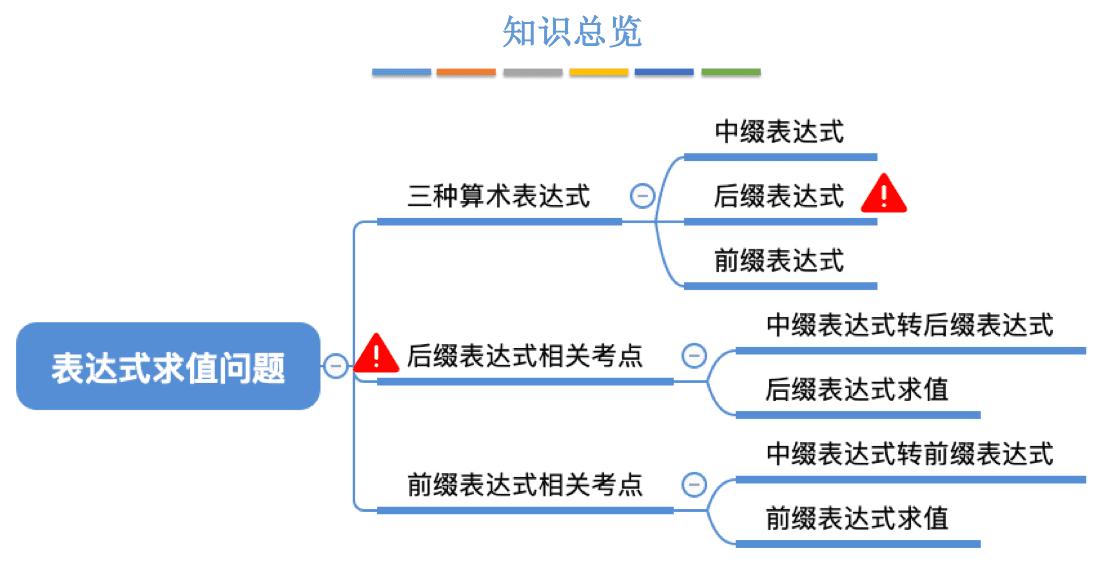 知识总览
中缀表达式
三种算术表达式
后缀表达式
前缀表达式
表达式求值问题
后缀表达式相关考点
中缀表达式转后缀表达式
后缀表达式求值
前缀表达式相关考点
中缀表达式转前缀表达式
前缀表达式求值